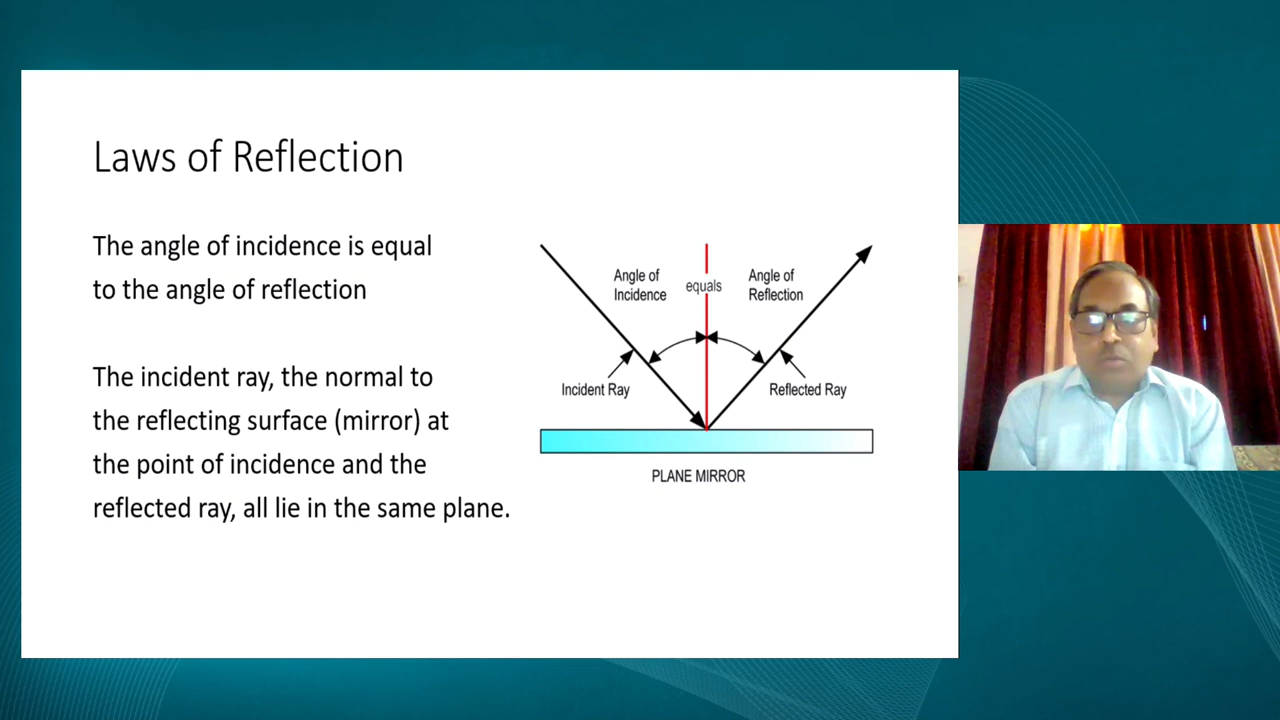 Laws of Reflection
The angle of incidence is equal
to the angle of reflection
The incident ray, the normal to
the reflecting surface (mirror) at
the point of incidence and the
reflected ray, all lie in the same plane.
Angle of
Incidence
equals
Angle of
Reflection
Incident Ray
Reflected Ray
PLANE MIRROR